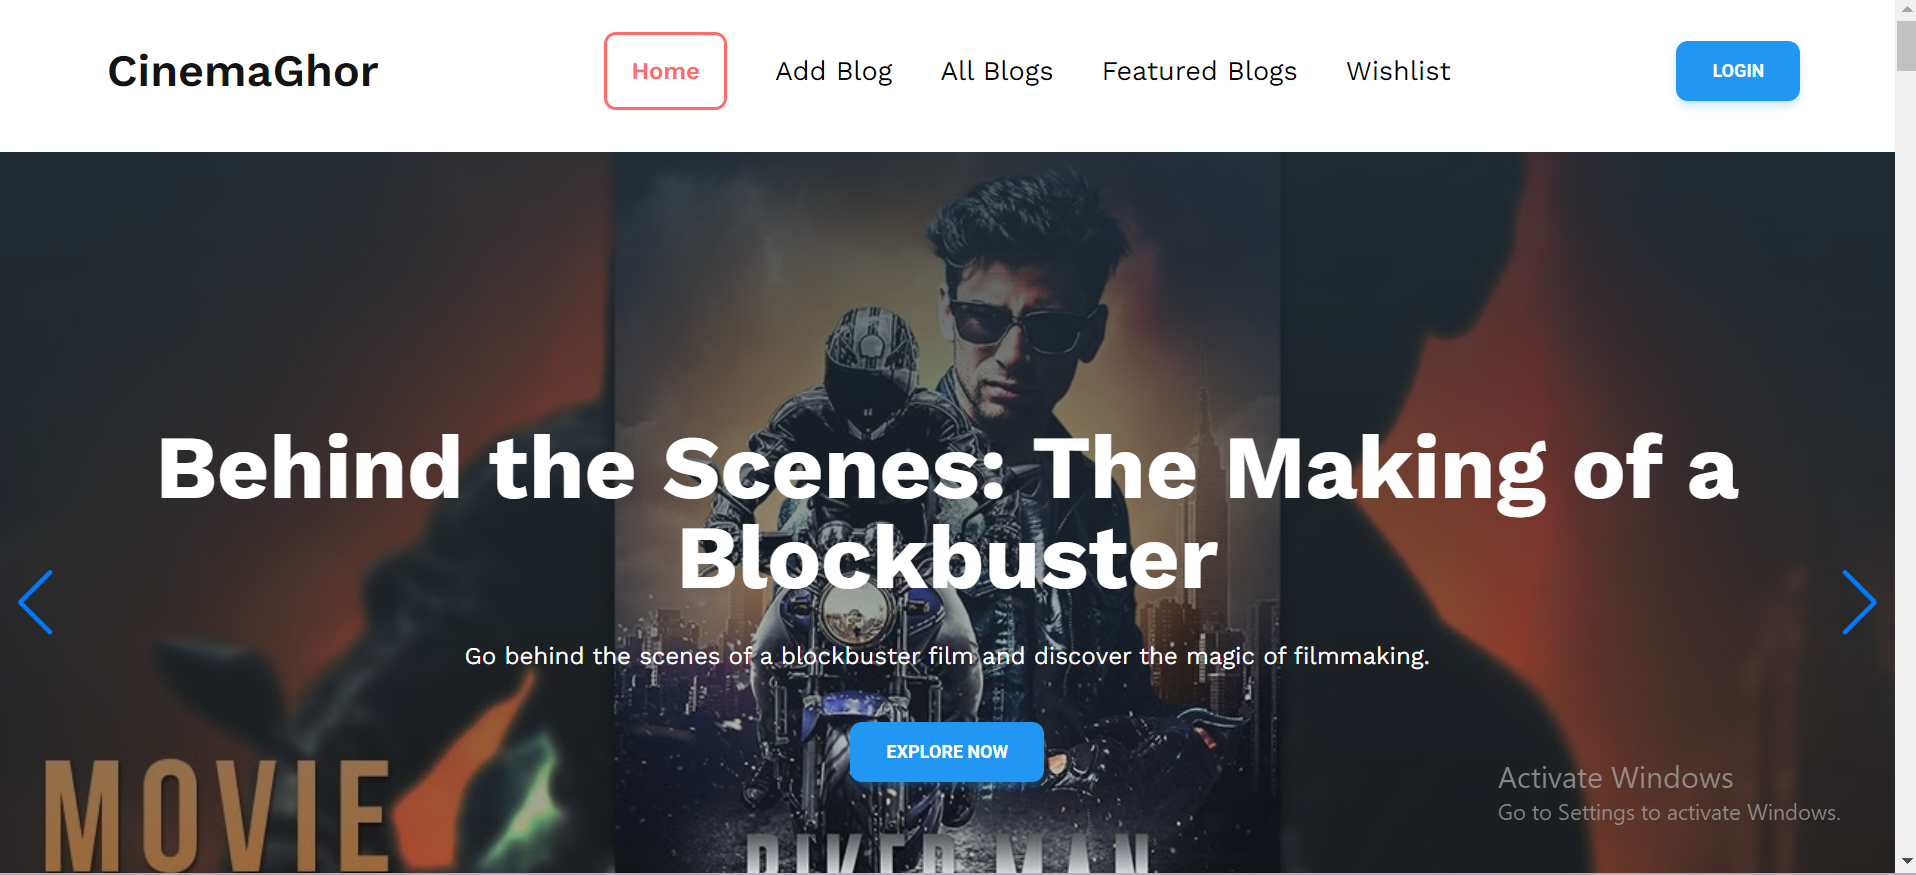 CinemaGhor
Home
Add Blog
All Blogs
Featured Blogs
Wishlist
LOGIN
Behind the Scenes: The Making of a
Blockbuster
Go behind the scenes of a blockbuster film and discover the magic of filmmaking.
EXPLORE NOW
MOVIE
BIKER MAN
Activate Windows
Go to Settings to activate Windows.